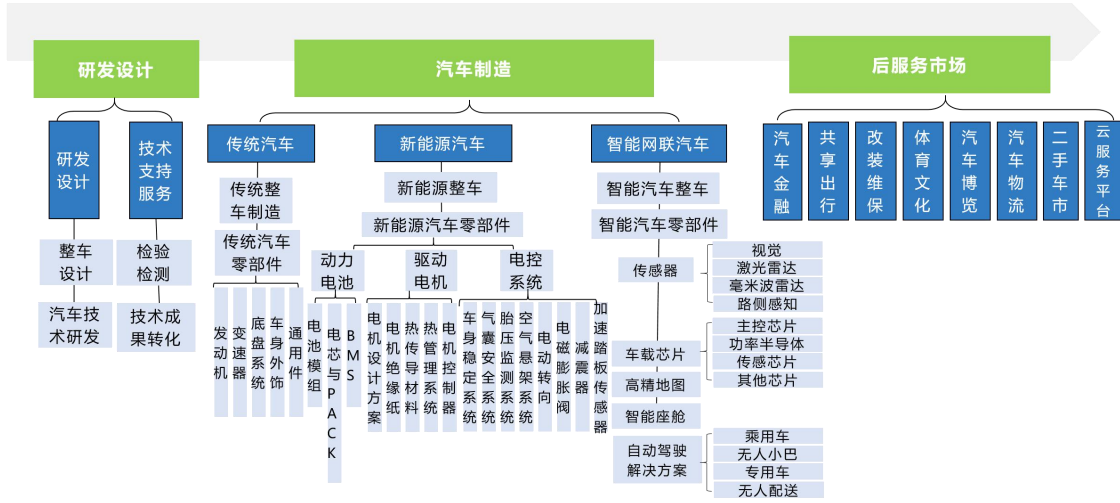 研发设计
汽车制造
后服务市场
研发
设计
技术
支持
服务
整车
设计
检验
检测
汽车技
术研发
技术成
果转化
传统汽车
传统整
车制造
传统汽车
零部件
发动机
变速器
底盘系统
车身外饰
通用件
新能源汽车
新能源整车
新能源汽车零部件
动力
电池
驱动
电机
电控
系统
电池模组
电芯与PACK
BMS
电机设计方案
电机绝缘纸
热传导材料
热管理系统
电机控制器
车身稳定系统
气囊安全系统
胎压监测系统
空气悬架系统
电动转向
电磁膨胀阀
减震器
加速踏板传感器
智能网联汽车
智能汽车整车
智能汽车零部件
传感器
视觉
激光雷达
毫米波雷达
路侧感知
车载芯片
主控芯片
功率半导体
传感芯片
其他芯片
高精地图
智能座舱
自动驾驶
解决方案
乘用车
无人小巴
专用车
无人配送
汽车金融
共享出行
改装维保
体育文化
汽车博览
汽车物流
二手车市
云服务平台